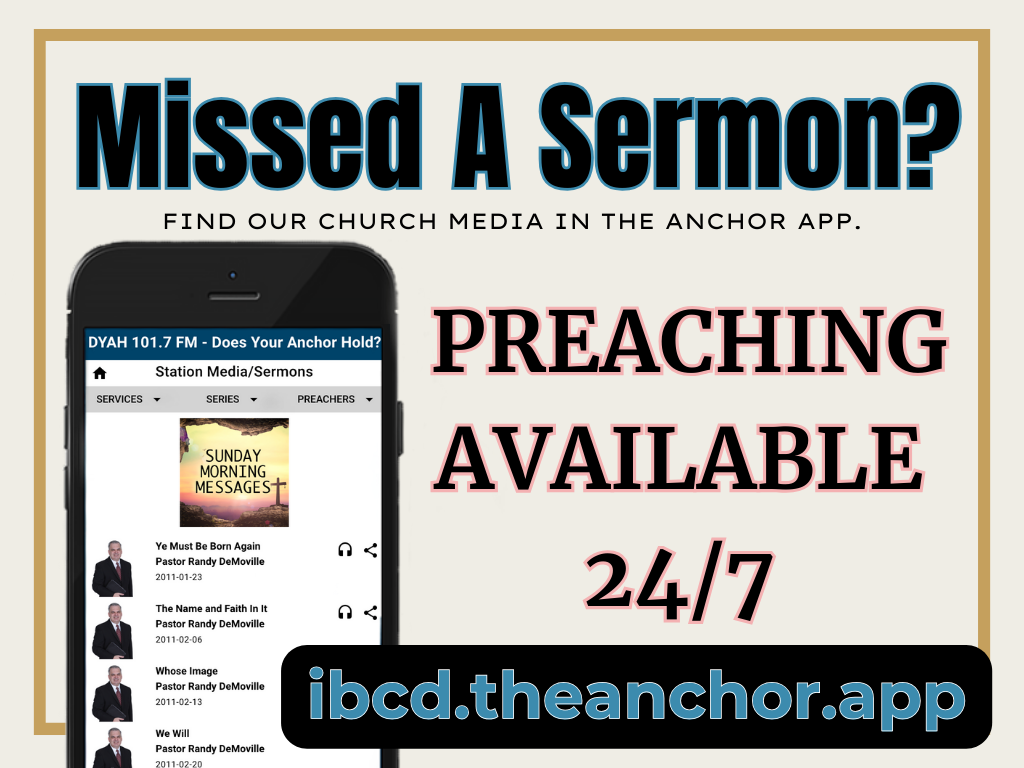 Missed A Sermon?
FIND OUR CHURCH MEDIA IN THE ANCHOR APP.
DYAH 101.7 FM - Does Your Anchor Hold?
Station Media/Sermons
SERVICES SERIES PREACHERS
SUNDAY
MORNING
MESSAGES
Ye Must Be Born Again
Pastor Randy DeMoville
2011-01-23
The Name and Faith In It
Pastor Randy DeMoville
2011-02-06
Whose Image
Pastor Randy DeMoville
2011-02-13
We Will
Pastor Randy DeMoville
2011-02-20
PREACHING
AVAILABLE
24/7
ibcd.theanchor.app